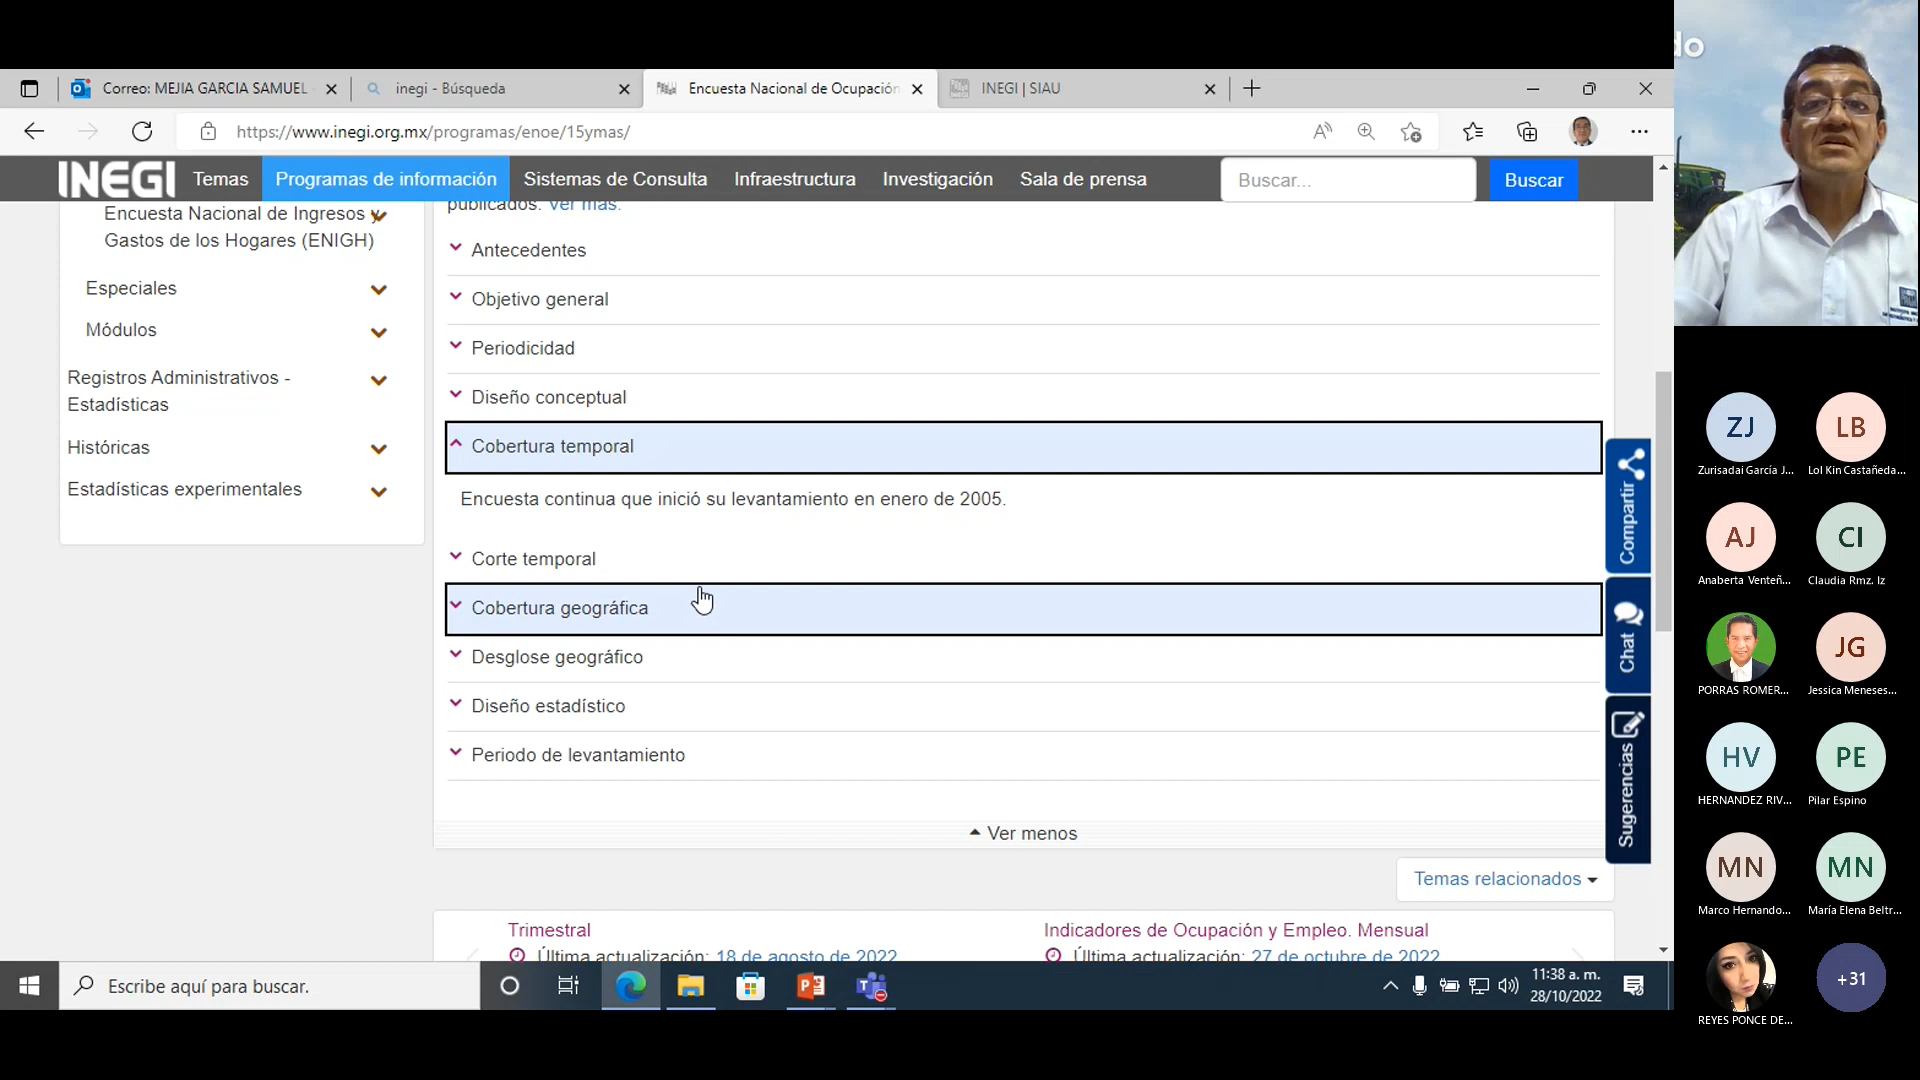 do
Correo: MEJIA GARCIA SAMUEL
inegi - Búsqueda
Encuesta Nacional de Ocupación
INEGI | SIAU
https://www.inegi.org.mx/programas/enoe/15ymas/
INEGI
Temas
Programas de información
Sistemas de Consulta
Infraestructura
Investigación
Sala de prensa
Buscar...
Buscar
Encuesta Nacional de Ingresos y
Gastos de los Hogares (ENIGH)
Especiales
Módulos
Registros Administrativos -
Estadísticas
Históricas
Estadísticas experimentales
publicados. Ver más.
Antecedentes
Objetivo general
Periodicidad
Diseño conceptual
Cobertura temporal
Encuesta continua que inició su levantamiento en enero de 2005.
Corte temporal
Cobertura geográfica
Desglose geográfico
Diseño estadístico
Periodo de levantamiento
Ver menos
Temas relacionados
Trimestral
Última actualización: 18 de agosto de 2022
Indicadores de Ocupación y Empleo. Mensual
Última actualización: 27 de octubre de 2022
Compartir
Chat
Sugerencias
Escribe aquí para buscar.
11:38 a. m.
28/10/2022
ZJ
Zurisadai García J...
LB
Lol Kin Castañeda...
AJ
Anaberta Venteñ...
CI
Claudia Rmz. Iz
PORRAS ROMER...
JG
Jessica Meneses...
HV
HERNANDEZ RIV...
PE
Pilar Espino
MN
Marco Hernando...
MN
María Elena Beltr...
REYES PONCE DE...
+31